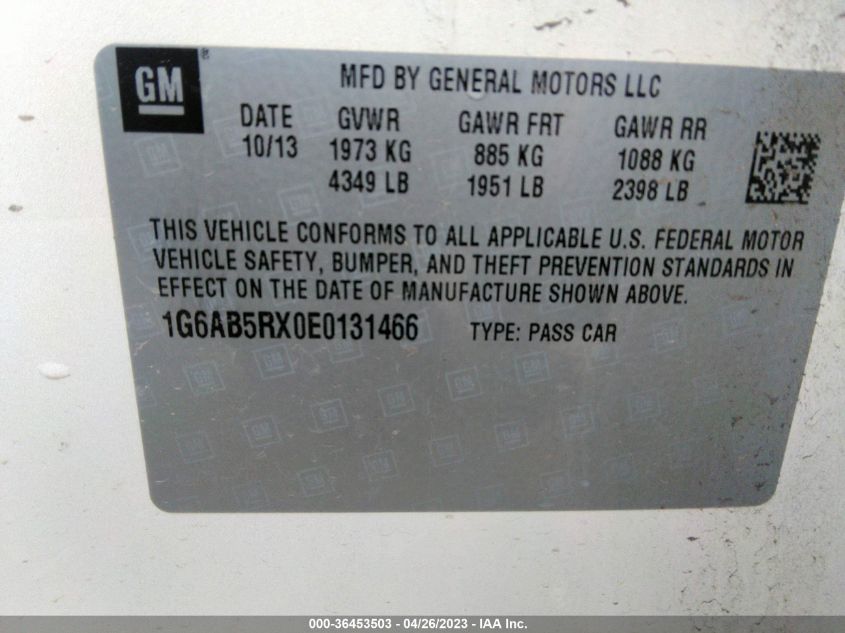 GM
MFD BY GENERAL MOTORS LLC
DATE GVWR GAWR FRT GAWR RR
10/13 1973 KG 885 KG 1088 KG
4349 LB 1951 LB 2398 LB
THIS VEHICLE CONFORMS TO ALL APPLICABLE U.S. FEDERAL MOTOR
VEHICLE SAFETY, BUMPER, AND THEFT PREVENTION STANDARDS IN
EFFECT ON THE DATE OF MANUFACTURE SHOWN ABOVE.
1G6AB5RX0E0131466 TYPE: PASS CAR
000-36453503 - 04/26/2023 - IAA Inc.